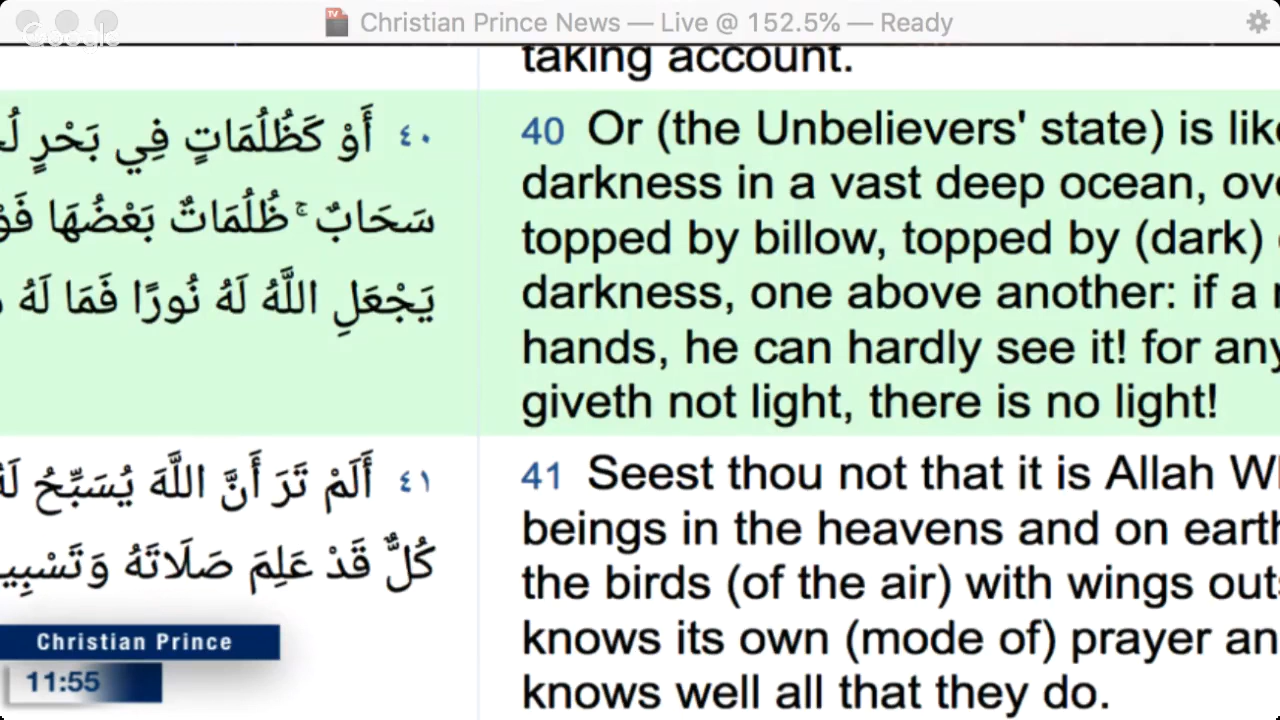 Google
Christian Prince News — Live @ 152.5% — Ready
taking account.
٤٠ أَوْ كَظُلُمَاتٍ فِي بَحْرٍ
سَحَابٌ ۚ ظُلُمَاتٌ بَعْضُهَا
يَجْعَلِ اللَّهُ لَهُ نُورًا فَمَا لَهُ
40 Or (the Unbelievers' state) is
darkness in a vast deep ocean,
topped by billow, topped by (dark)
darkness, one above another: if a
hands, he can hardly see it! for
giveth not light, there is no light!
٤١ أَلَمْ تَرَ أَنَّ اللَّهَ يُسَبِّحُ
كُلٌّ قَدْ عَلِمَ صَلَاتَهُ
41 Seest thou not that it is Allah
beings in the heavens and on
the birds (of the air) with wings
knows its own (mode of) prayer
knows well all that they do.
Christian Prince
11:55